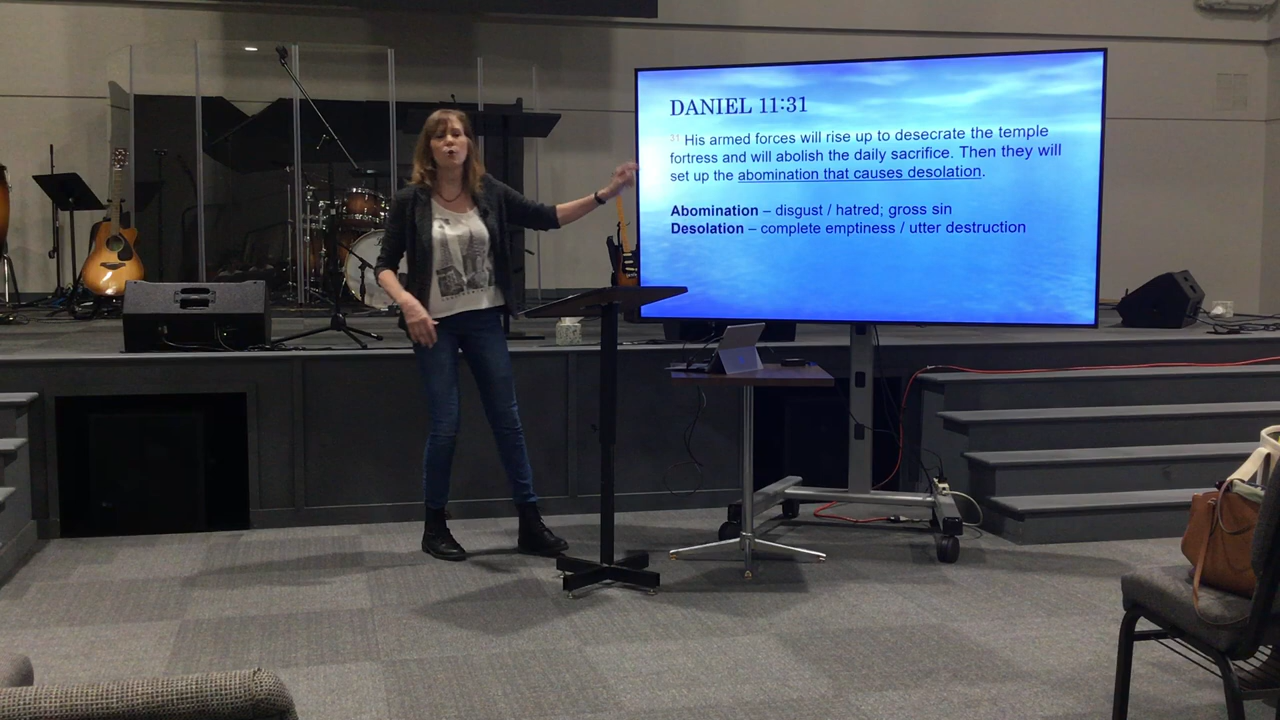 DANIEL 11:31
31 His armed forces will rise up to desecrate the temple
fortress and will abolish the daily sacrifice. Then they will
set up the abomination that causes desolation.
Abomination – disgust / hatred; gross sin
Desolation – complete emptiness / utter destruction